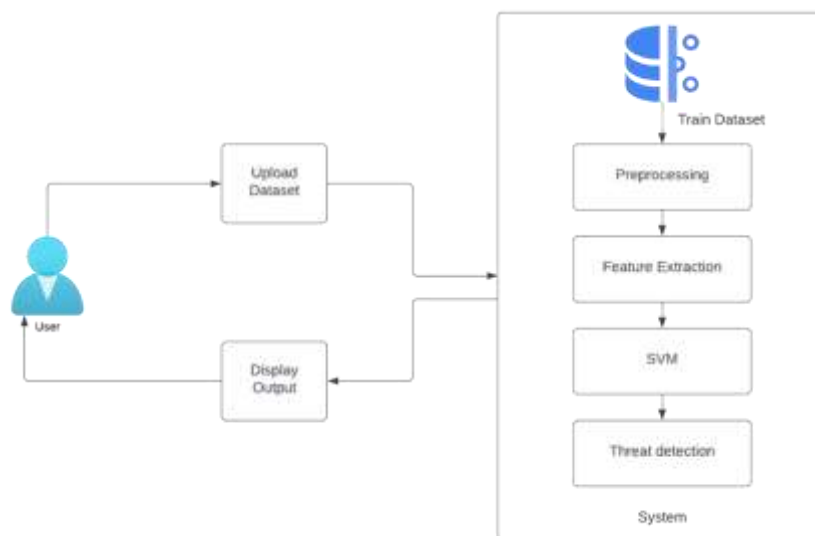 Train Dataset
Upload
Dataset
Preprocessing
Feature Extraction
User
SVM
Display
Output
Threat detection
System